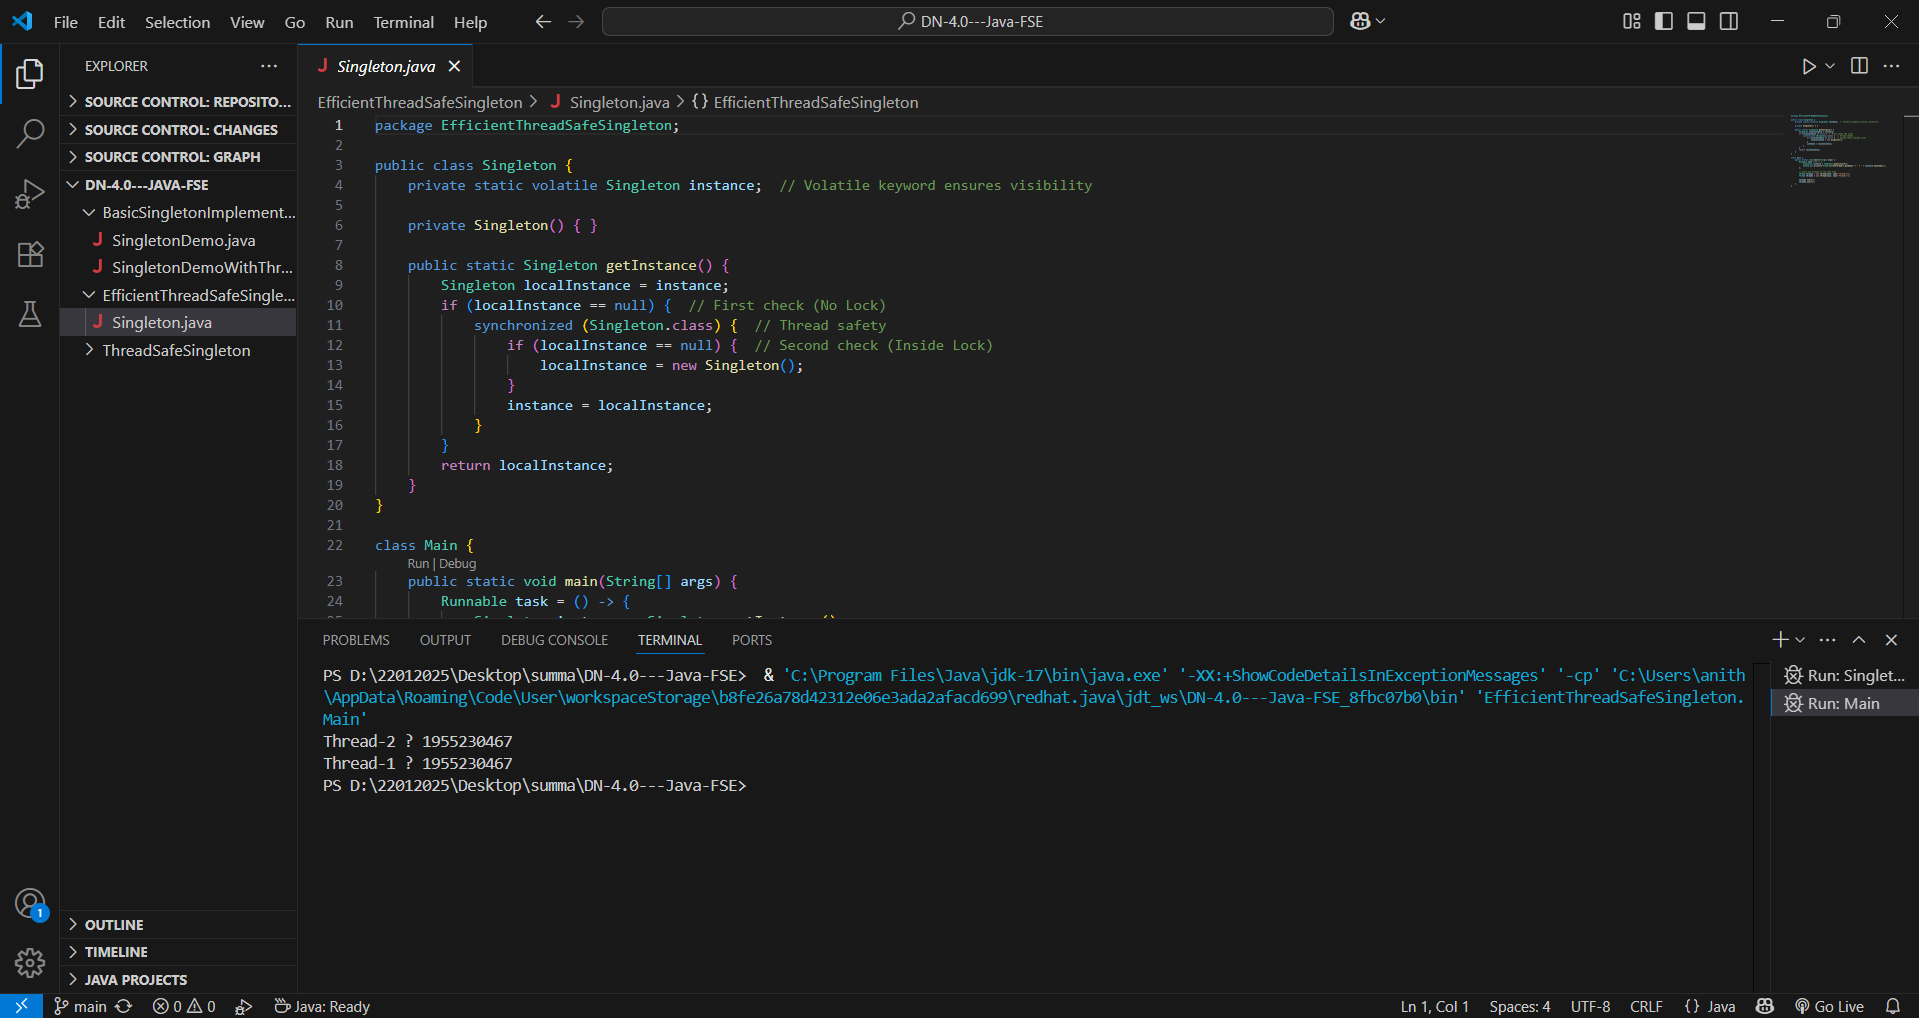 File Edit Selection View Go Run Terminal Help
DN-4.0---Java-FSE
EXPLORER
SOURCE CONTROL: REPOSITO...
SOURCE CONTROL: CHANGES
SOURCE CONTROL: GRAPH
DN-4.0---JAVA-FSE
BasicSingletonImplement...
J SingletonDemo.java
J SingletonDemoWithThr...
EfficientThreadSafeSingle...
J Singleton.java
ThreadSafeSingleton
OUTLINE
TIMELINE
JAVA PROJECTS
J Singleton.java
EfficientThreadSafeSingleton > J Singleton.java > {} EfficientThreadSafeSingleton
1 package EfficientThreadSafeSingleton;
2
3 public class Singleton {
4 private static volatile Singleton instance; // Volatile keyword ensures visibility
5
6 private Singleton() { }
7
8 public static Singleton getInstance() {
9 Singleton localInstance = instance;
10 if (localInstance == null) { // First check (No Lock)
11 synchronized (Singleton.class) { // Thread safety
12 if (localInstance == null) { // Second check (Inside Lock)
13 localInstance = new Singleton();
14 }
15 instance = localInstance;
16 }
17 }
18 return localInstance;
19 }
20 }
21
22 class Main {
Run | Debug
23 public static void main(String[] args) {
24 Runnable task = () -> {
PROBLEMS OUTPUT DEBUG CONSOLE TERMINAL PORTS
PS D:\22012025\Desktop\summa\DN-4.0---Java-FSE> & 'C:\Program Files\Java\jdk-17\bin\java.exe' '-XX:+ShowCodeDetailsInExceptionMessages' '-cp' 'C:\Users\anith
\AppData\Roaming\Code\User\workspaceStorage\b8fe26a78d42312e06e3ada2afacd699\redhat.java\jdt_ws\DN-4.0---Java-FSE_8fbc07b0\bin' 'EfficientThreadSafeSingleton.
Main'
Thread-2 ? 1955230467
Thread-1 ? 1955230467
PS D:\22012025\Desktop\summa\DN-4.0---Java-FSE>
Run: Singlet...
Run: Main
1
main 0 0 Java: Ready
Ln 1, Col 1 Spaces: 4 UTF-8 CRLF {} Java Go Live